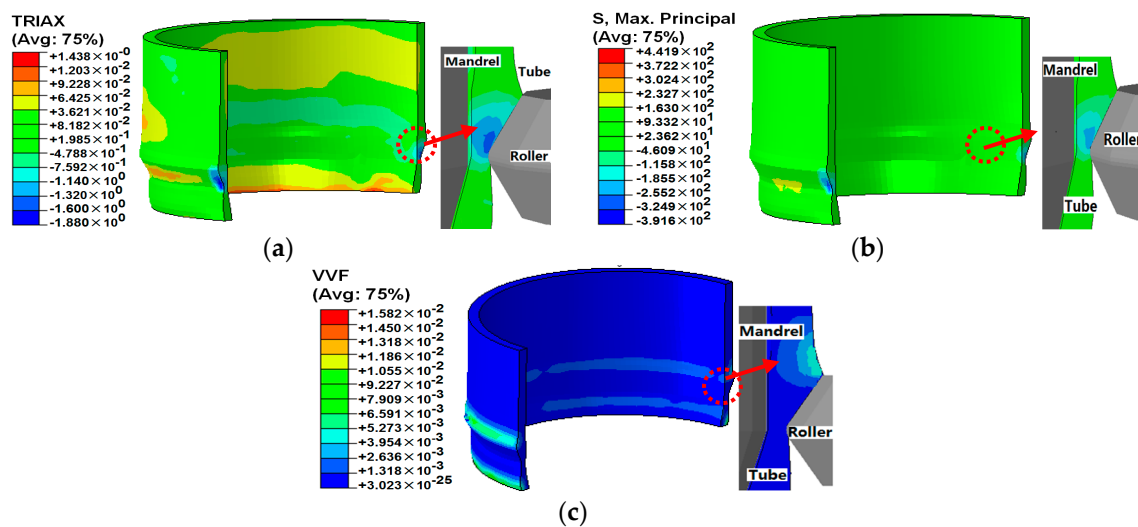 TRIAX
(Avg: 75%)
+1.438×10⁻⁰
+1.203×10⁻²
+9.228×10⁻²
+6.425×10⁻²
+3.621×10⁻²
+8.182×10⁻²
-1.985×10⁻¹
-4.788×10⁻¹
-7.592×10⁻¹
-1.140×10⁰
-1.320×10⁰
-1.600×10⁰
-1.880×10⁰
Mandrel
Tube
Roller
(a)
S, Max. Principal
(Avg: 75%)
+4.419×10²
+3.722×10²
+3.024×10²
+2.327×10²
+1.630×10²
+9.332×10¹
+2.362×10¹
-4.609×10¹
-1.158×10²
-1.855×10²
-2.552×10²
-3.249×10²
-3.916×10²
Mandrel
Roller
Tube
(b)
VVF
(Avg: 75%)
+1.582×10⁻²
+1.450×10⁻²
+1.318×10⁻²
+1.186×10⁻²
+1.055×10⁻²
+9.227×10⁻³
+7.909×10⁻³
+6.591×10⁻³
+5.273×10⁻³
+3.954×10⁻³
+2.636×10⁻³
+1.318×10⁻³
+3.023×10⁻²⁵
Mandrel
Roller
Tube
(c)